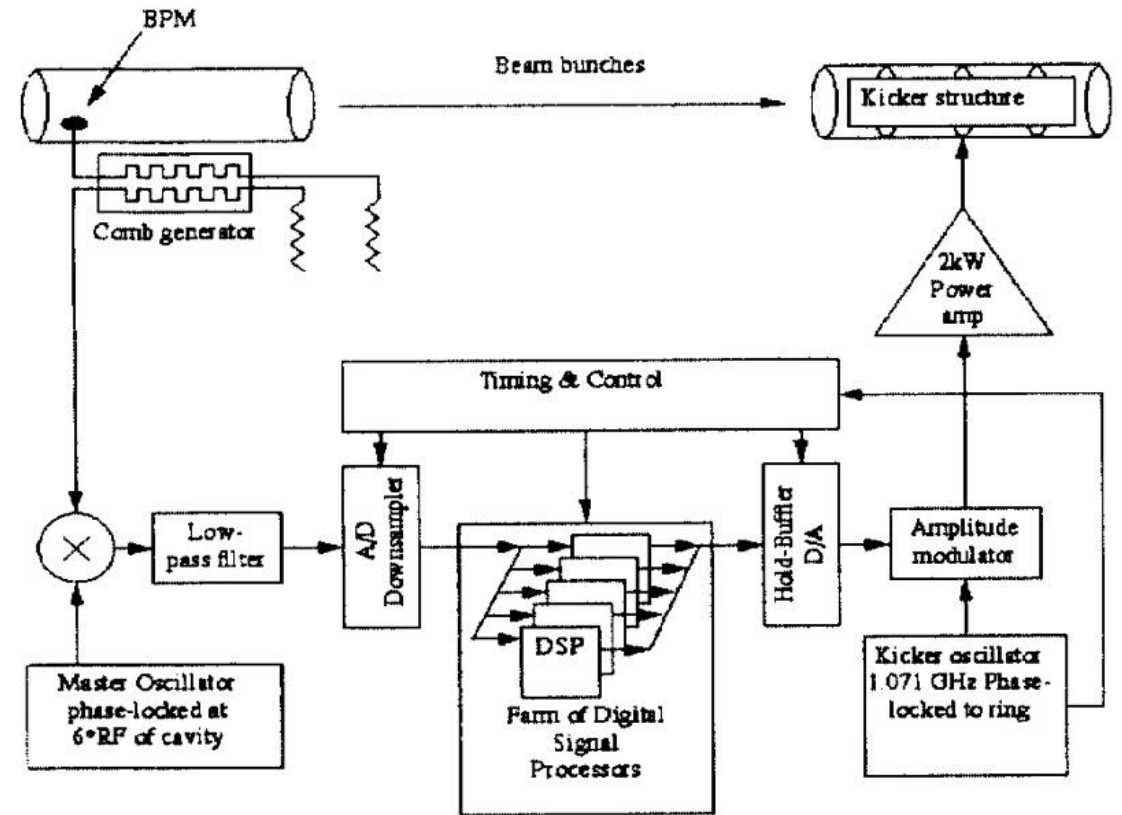 BPM
Beam bunches
Kicker structure
Comb generator
2kW
Power
amp
Timing & Control
A/D
Downsampler
Hold-Buffer
D/A
Low-
pass filter
Amplitude
modulator
DSP
Master Oscillator
phase-locked at
6*RF of cavity
Farm of Digital
Signal
Processors
Kicker oscillator
1.071 GHz Phase-
locked to ring